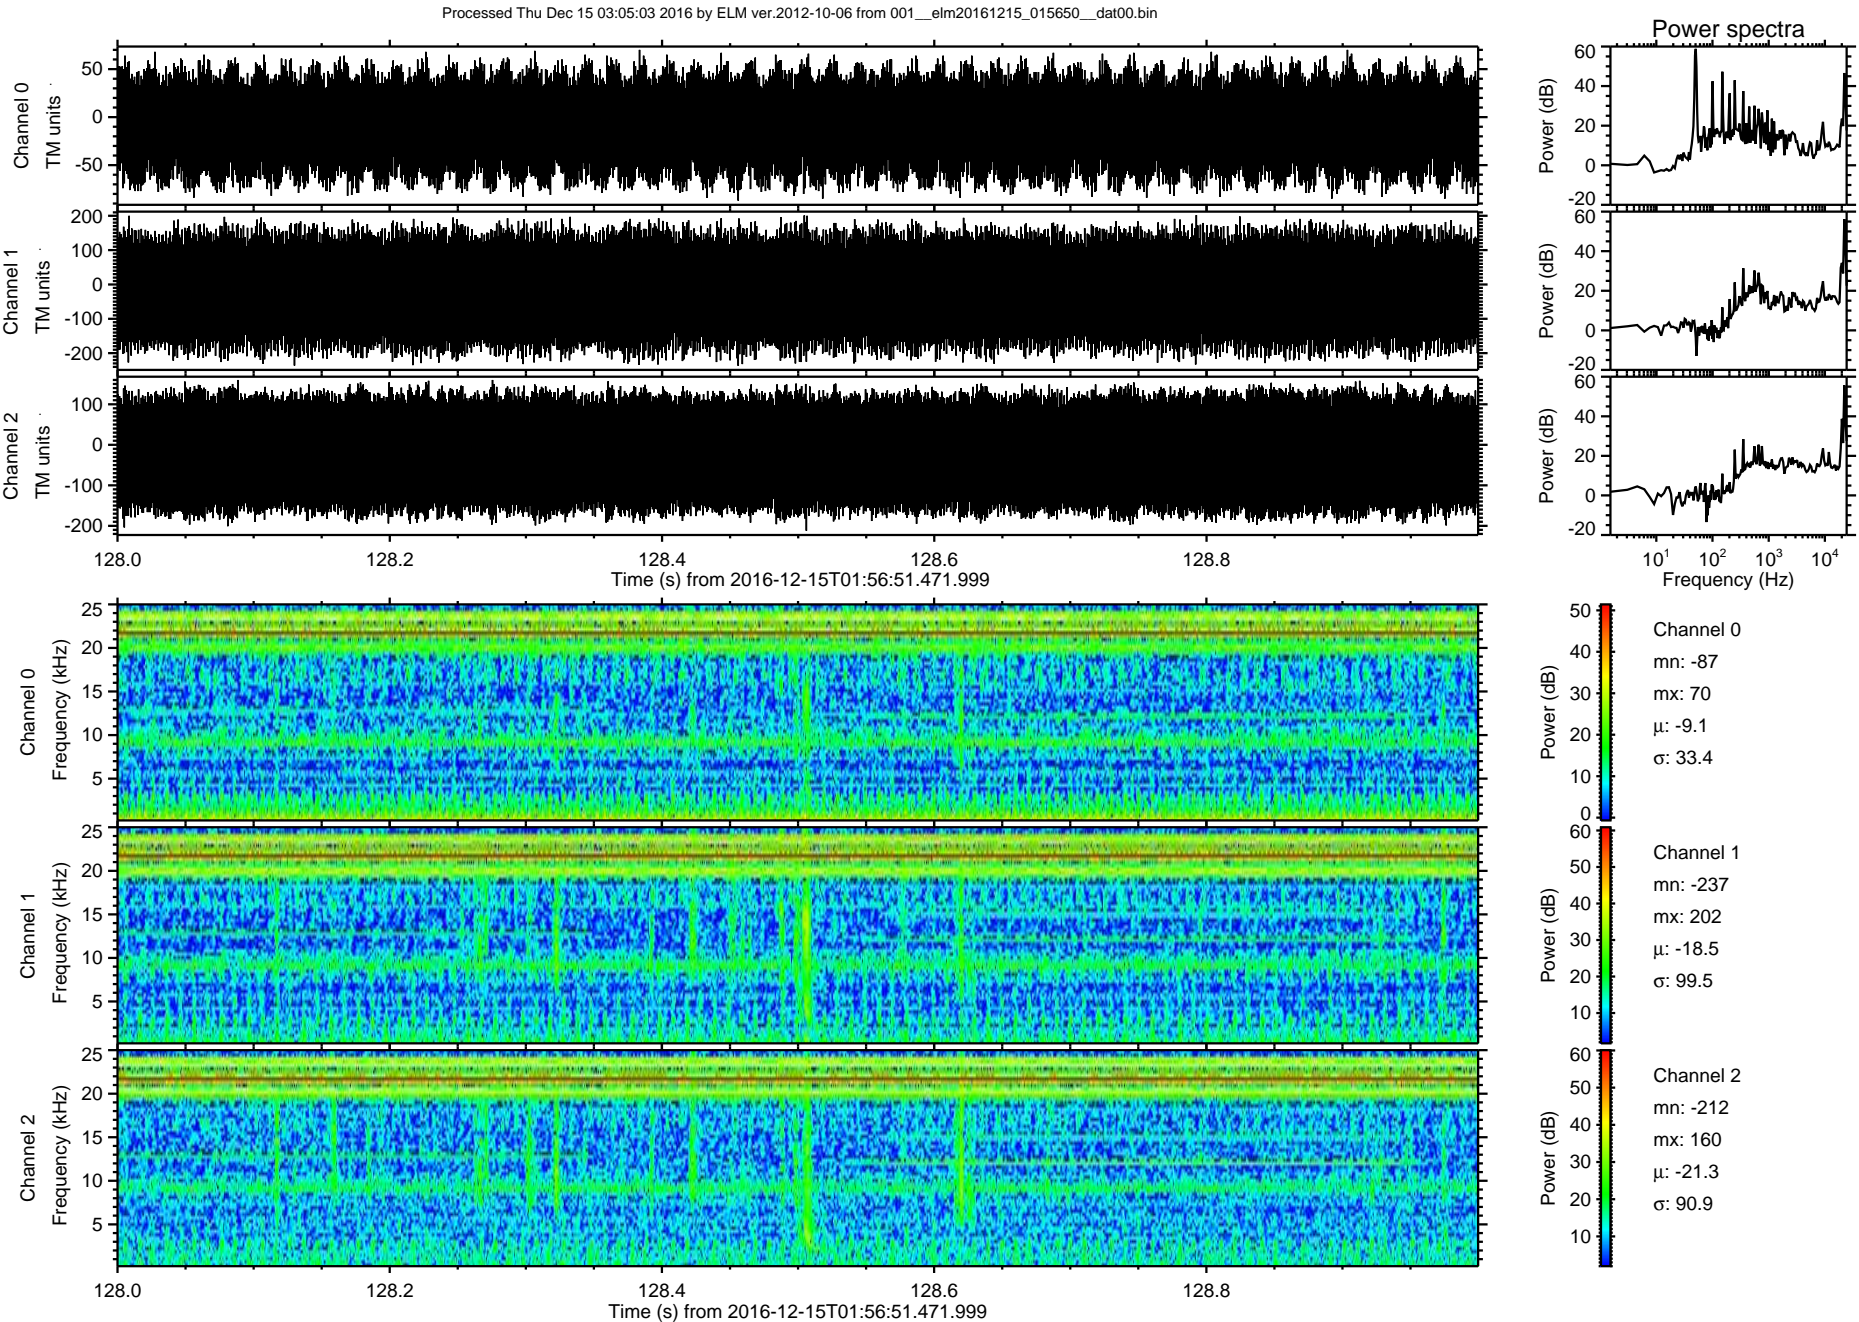 Processed Thu Dec 15 03:05:03 2016 by ELM ver.2012-10-06 from 001__elm20161215_015650__dat00.bin
Power spectra
Channel 0
TM units
50
0
-50
Power (dB)
60
40
20
0
-20
Channel 1
TM units
200
100
0
-100
-200
Power (dB)
60
40
20
0
-20
Channel 2
TM units
100
0
-100
-200
Power (dB)
60
40
20
0
-20
128.0 128.2 128.4 128.6 128.8
Time (s) from 2016-12-15T01:56:51.471.999
10^1 10^2 10^3 10^4
Frequency (Hz)
Channel 0
Frequency (kHz)
25
20
15
10
5
Power (dB)
50
40
30
20
10
0
Channel 0
mn: -87
mx: 70
μ: -9.1
σ: 33.4
Channel 1
Frequency (kHz)
25
20
15
10
5
Power (dB)
60
50
40
30
20
10
Channel 1
mn: -237
mx: 202
μ: -18.5
σ: 99.5
Channel 2
Frequency (kHz)
25
20
15
10
5
Power (dB)
60
50
40
30
20
10
Channel 2
mn: -212
mx: 160
μ: -21.3
σ: 90.9
128.0 128.2 128.4 128.6 128.8
Time (s) from 2016-12-15T01:56:51.471.999